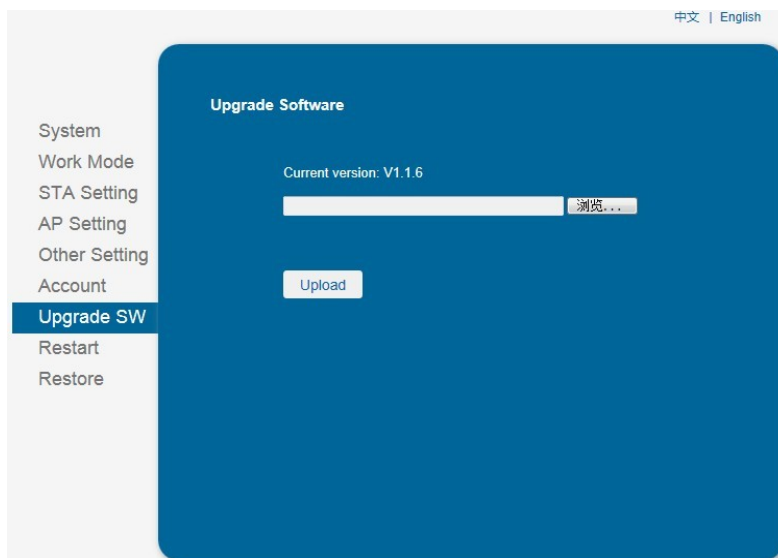 中文 | English
Upgrade Software
System
Work Mode
STA Setting
AP Setting
Other Setting
Account
Upgrade SW
Restart
Restore
Current version: V1.1.6
浏览...
Upload